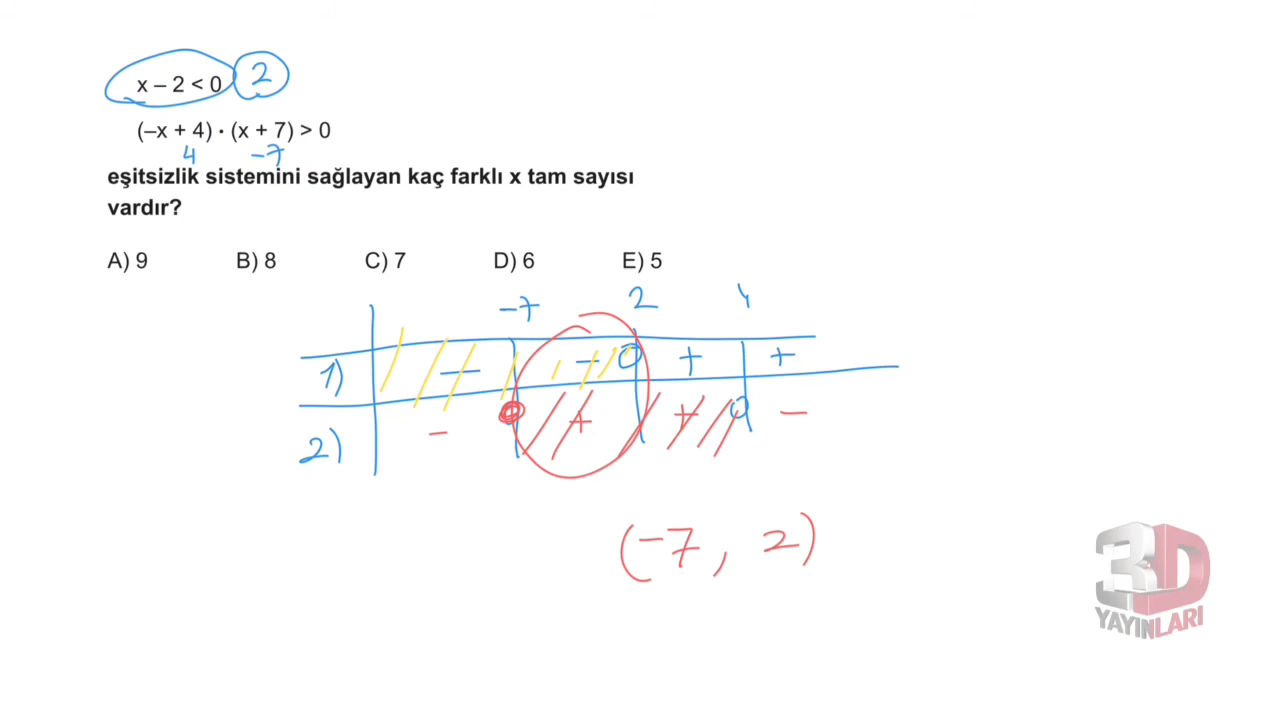 x – 2 < 0 2
(–x + 4) · (x + 7) > 0
4 -7
eşitsizlik sistemini sağlayan kaç farklı x tam sayısı
vardır?
A) 9 B) 8 C) 7 D) 6 E) 5
-7 2 4
1) - - + +
2) - + + -
(-7, 2)
3D
YAYINLARI